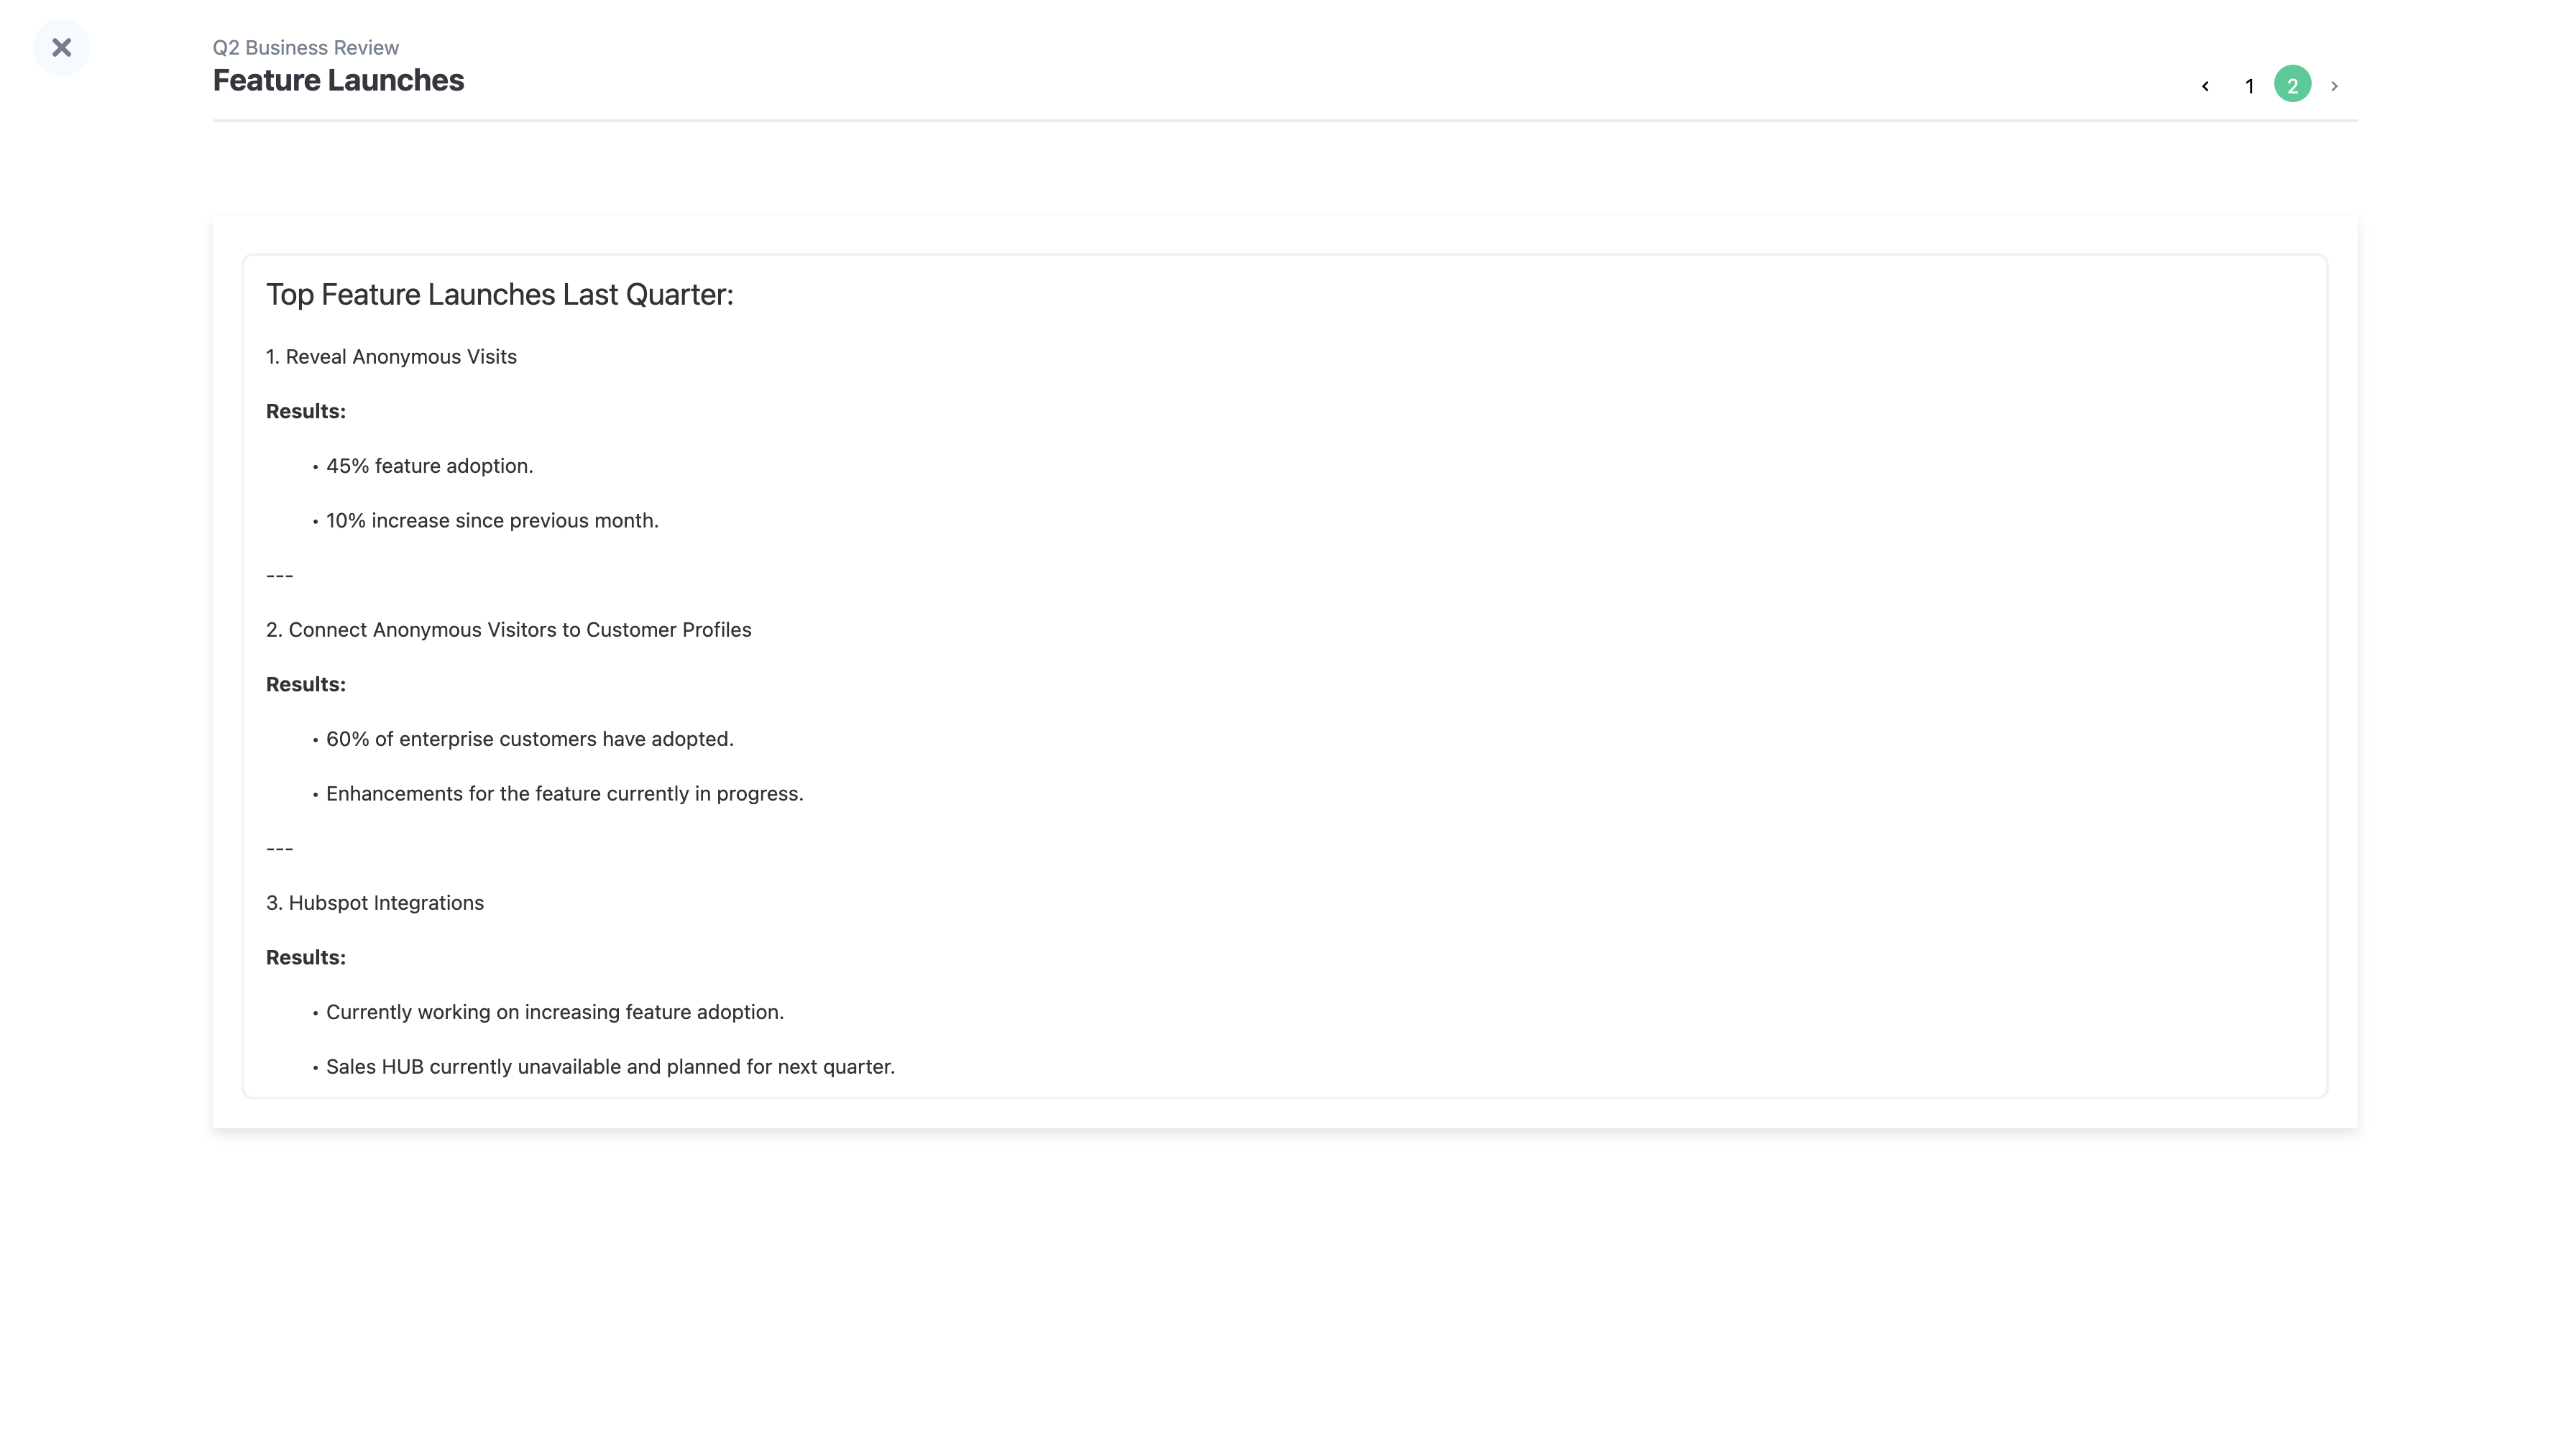 Q2 Business Review
Feature Launches
1 2
Top Feature Launches Last Quarter:
1. Reveal Anonymous Visits
Results:
• 45% feature adoption.
• 10% increase since previous month.
---
2. Connect Anonymous Visitors to Customer Profiles
Results:
• 60% of enterprise customers have adopted.
• Enhancements for the feature currently in progress.
---
3. Hubspot Integrations
Results:
• Currently working on increasing feature adoption.
• Sales HUB currently unavailable and planned for next quarter.